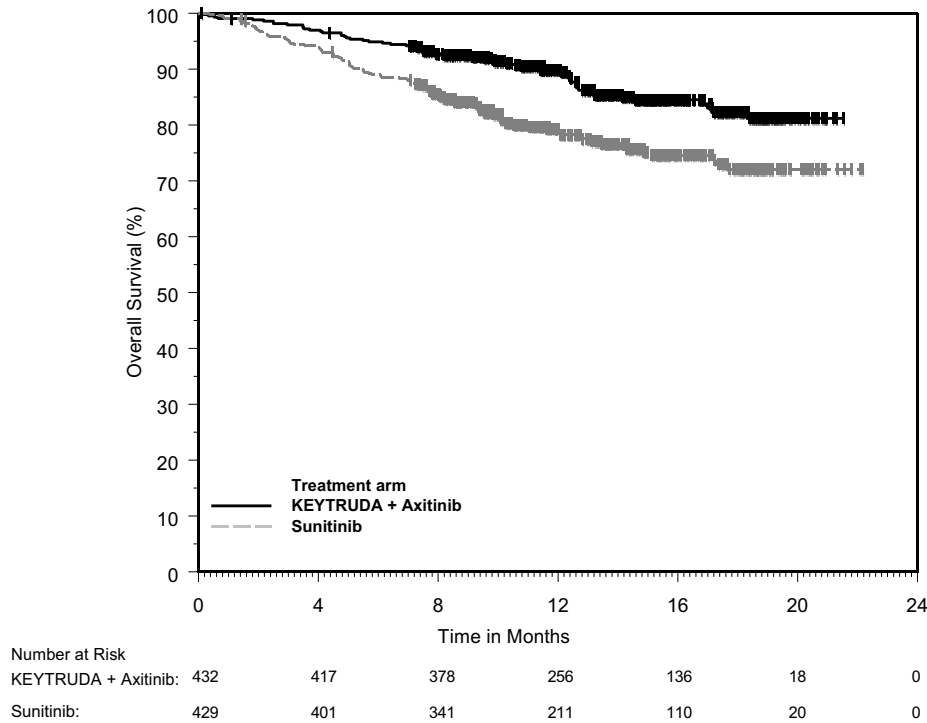 100
90
80
70
60
50
40
30
20
10
0
Overall Survival (%)
Treatment arm
KEYTRUDA + Axitinib
Sunitinib
0 4 8 12 16 20 24
Time in Months
Number at Risk
KEYTRUDA + Axitinib: 432 417 378 256 136 18 0
Sunitinib: 429 401 341 211 110 20 0